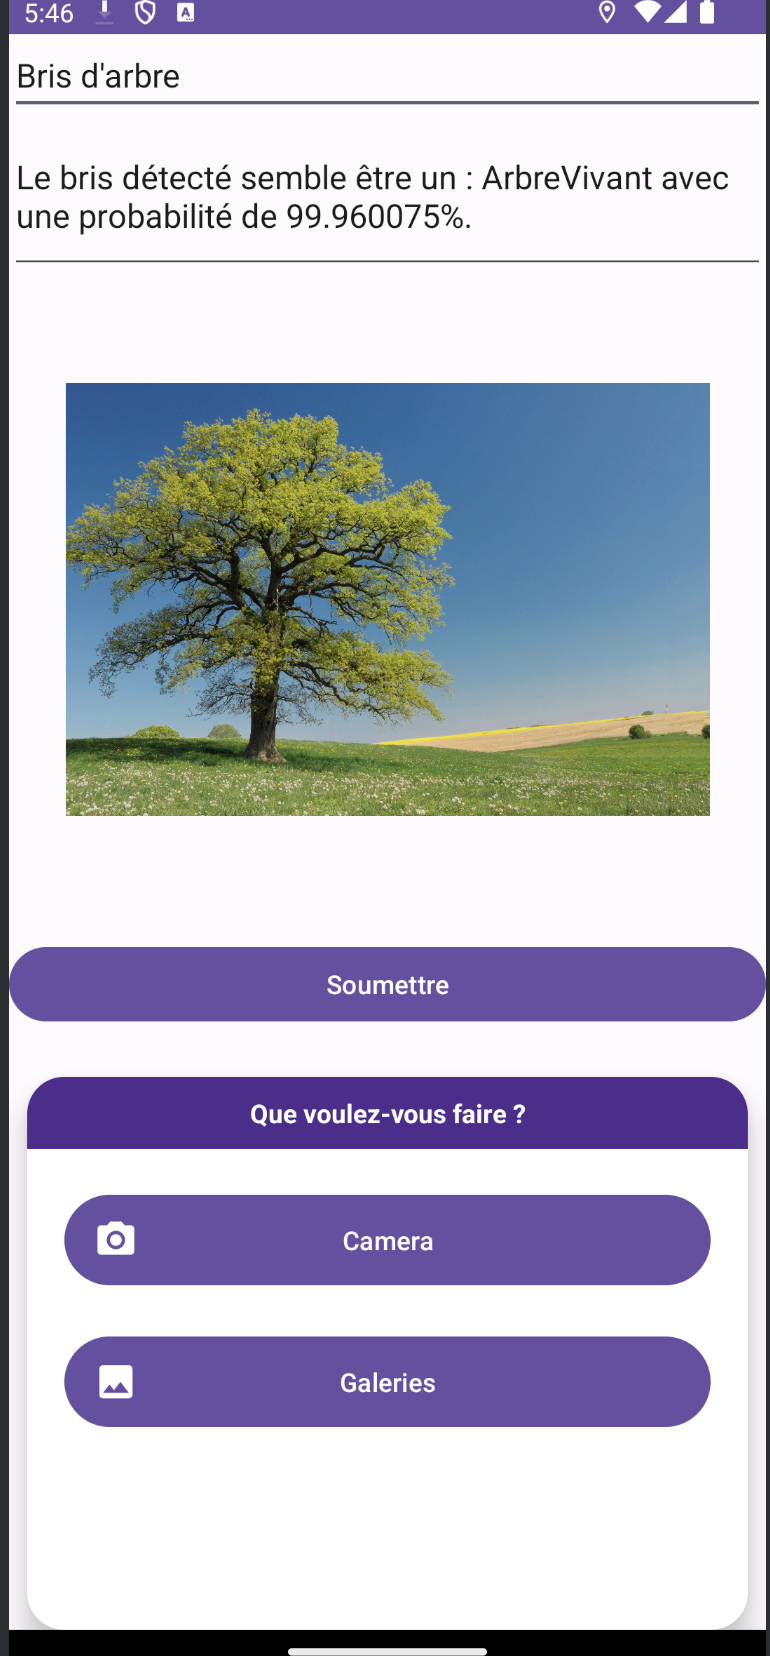 5:46
A
Bris d'arbre
Le bris détecté semble être un : ArbreVivant avec
une probabilité de 99.960075%.
Soumettre
Que voulez-vous faire ?
Camera
Galeries